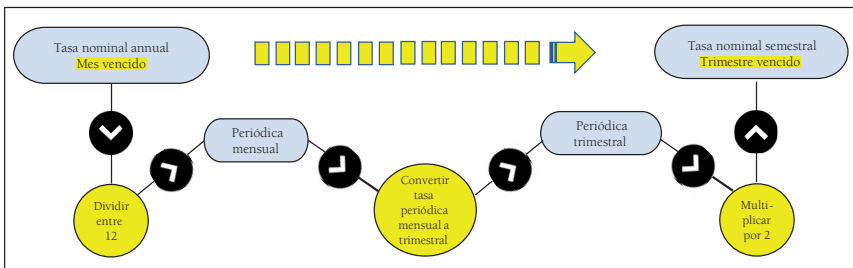 Tasa nominal annual
Mes vencido
Tasa nominal semestral
Trimestre vencido
Periódica
mensual
Periódica
trimestral
Dividir
entre
12
Convertir
tasa
periódica
mensual a
trimestral
Multi-
plicar
por 2